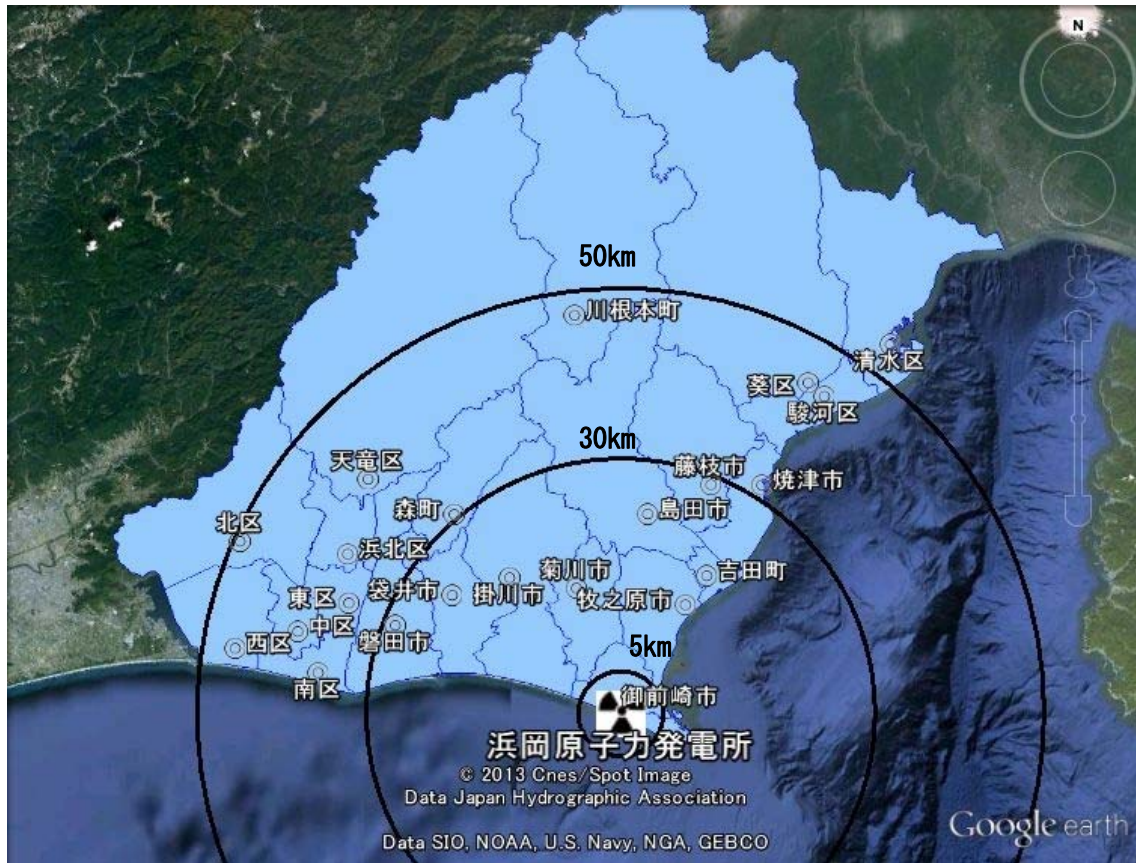 N
50km
川根本町
清水区
葵区
駿河区
30km
藤枝市
天竜区
焼津市
森町
島田市
北区
浜北区
菊川市
吉田町
袋井市
掛川市
東区
牧之原市
中区
磐田市
西区
5km
南区
御前崎市
浜岡原子力発電所
© 2013 Cnes/Spot Image
Data Japan Hydrographic Association
Data SIO, NOAA, U.S. Navy, NGA, GEBCO
Google earth